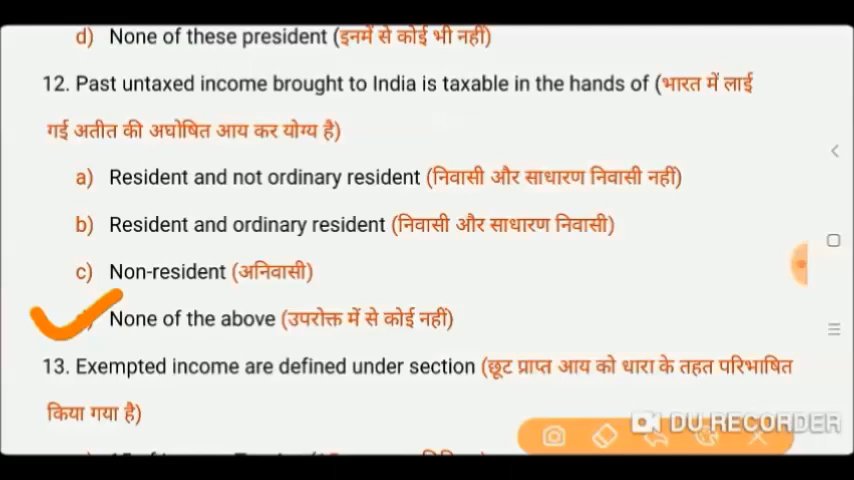 d) None of these president (इनमें से कोई भी नहीं)
12. Past untaxed income brought to India is taxable in the hands of (भारत में लाई
गई अतीत की अघोषित आय कर योग्य है)
a) Resident and not ordinary resident (निवासी और साधारण निवासी नहीं)
b) Resident and ordinary resident (निवासी और साधारण निवासी)
c) Non-resident (अनिवासी)
None of the above (उपरोक्त में से कोई नहीं)
13. Exempted income are defined under section (छूट प्राप्त आय को धारा के तहत परिभाषित
किया गया है)
DU RECORDER